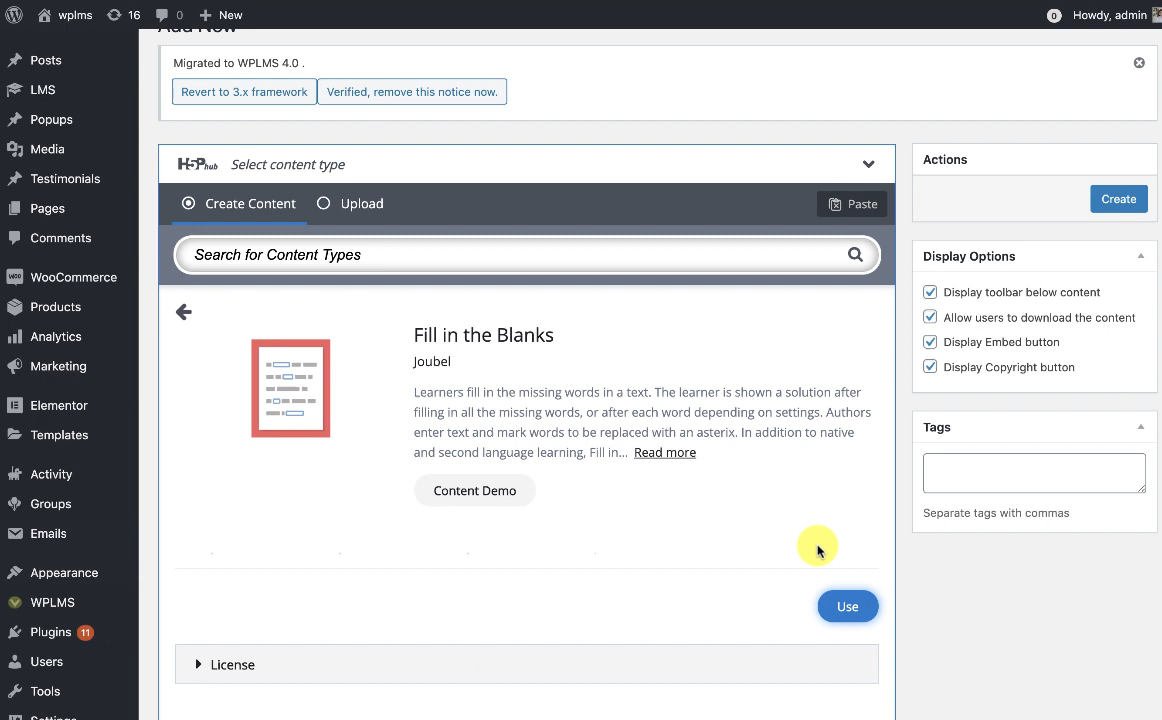 wplms
16
0
New
0
Howdy, admin
Add New
Posts
LMS
Popups
Media
Testimonials
Pages
Comments
WooCommerce
Products
Analytics
Marketing
Elementor
Templates
Activity
Groups
Emails
Appearance
WPLMS
Plugins 11
Users
Tools
Settings
Migrated to WPLMS 4.0 .
Revert to 3.x framework
Verified, remove this notice now.
H5Phub Select content type
Create Content
Upload
Paste
Search for Content Types
Fill in the Blanks
Joubel
Learners fill in the missing words in a text. The learner is shown a solution after
filling in all the missing words, or after each word depending on settings. Authors
enter text and mark words to be replaced with an asterix. In addition to native
and second language learning, Fill in... Read more
Content Demo
Use
License
Actions
Create
Display Options
Display toolbar below content
Allow users to download the content
Display Embed button
Display Copyright button
Tags
Separate tags with commas